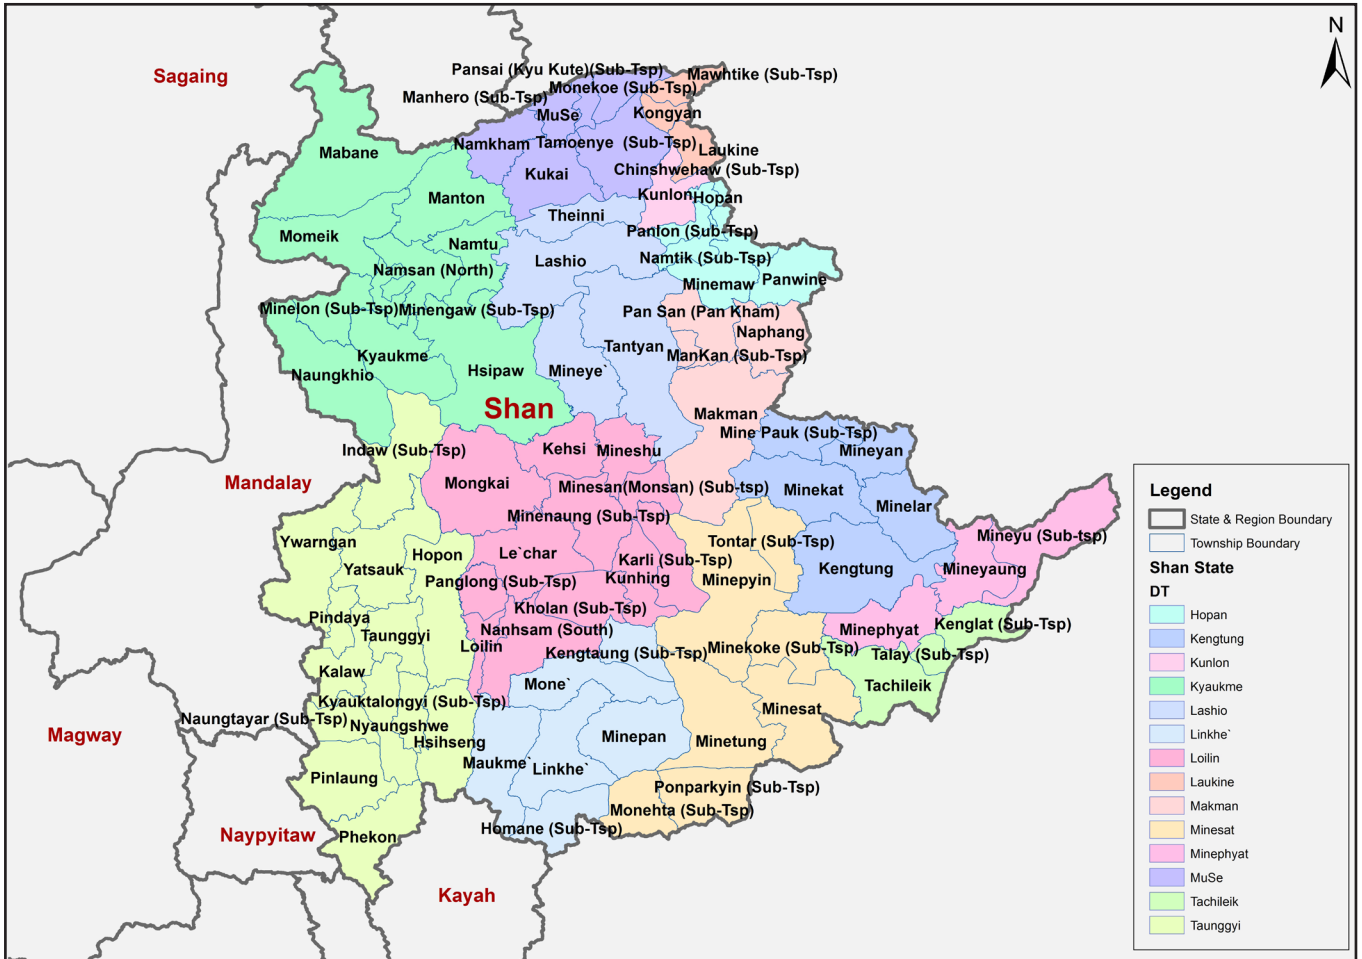 N
Sagaing
Pansai (Kyu Kute)(Sub-Tsp)
Mawhtike (Sub-Tsp)
Monekoe (Sub-Tsp)
Manhero (Sub-Tsp)
MuSe
Kongyan
Namkham
Tamoenye (Sub-Tsp)
Laukine
Mabane
Chinshwehaw (Sub-Tsp)
Kukai
Manton
Kunlon
Hopan
Theinni
Panlon (Sub-Tsp)
Momeik
Namtu
Lashio
Namtik (Sub-Tsp)
Namsan (North)
Minemaw
Panwine
Minelon (Sub-Tsp)
Minengaw (Sub-Tsp)
Pan San (Pan Kham)
Naphang
Tantyan
ManKan (Sub-Tsp)
Kyaukme
Naungkhio
Hsipaw
Mineye`
Shan
Makman
Mine Pauk (Sub-Tsp)
Indaw (Sub-Tsp)
Kehsi
Mineshu
Mineyan
Mandalay
Mongkai
Minesan(Monsan) (Sub-tsp)
Minekat
Minelar
Minenaung (Sub-Tsp)
Ywarngan
Hopon
Le`char
Tontar (Sub-Tsp)
Mineyu (Sub-tsp)
Karli (Sub-Tsp)
Yatsauk
Panglong (Sub-Tsp)
Kunhing
Minepyin
Kengtung
Mineyaung
Kholan (Sub-Tsp)
Pindaya
Taunggyi
Nanhsam (South)
Minephyat
Kenglat (Sub-Tsp)
Loilin
Kengtaung (Sub-Tsp)
Minekoke (Sub-Tsp)
Talay (Sub-Tsp)
Kalaw
Mone`
Tachileik
Kyauktalongyi (Sub-Tsp)
Minesat
Naungtayar (Sub-Tsp)
Nyaungshwe
Magway
Hsihseng
Minepan
Minetung
Maukme`
Linkhe`
Pinlaung
Ponparkyin (Sub-Tsp)
Monehta (Sub-Tsp)
Homane (Sub-Tsp)
Naypyitaw
Phekon
Kayah
Legend
State & Region Boundary
Township Boundary
Shan State
DT
Hopan
Kengtung
Kunlon
Kyaukme
Lashio
Linkhe`
Loilin
Laukine
Makman
Minesat
Minephyat
MuSe
Tachileik
Taunggyi